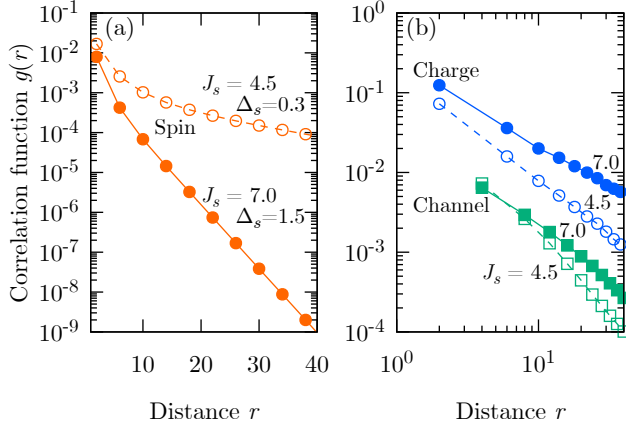 Correlation function g(r)
10^-1
10^-2
10^-3
10^-4
10^-5
10^-6
10^-7
10^-8
10^-9
(a)
J_s = 4.5
Δ_s=0.3
Spin
J_s = 7.0
Δ_s=1.5
10 20 30 40
Distance r
10^0
10^-1
10^-2
10^-3
10^-4
(b)
Charge
7.0
4.5
Channel
7.0
J_s = 4.5
10^0 10^1
Distance r